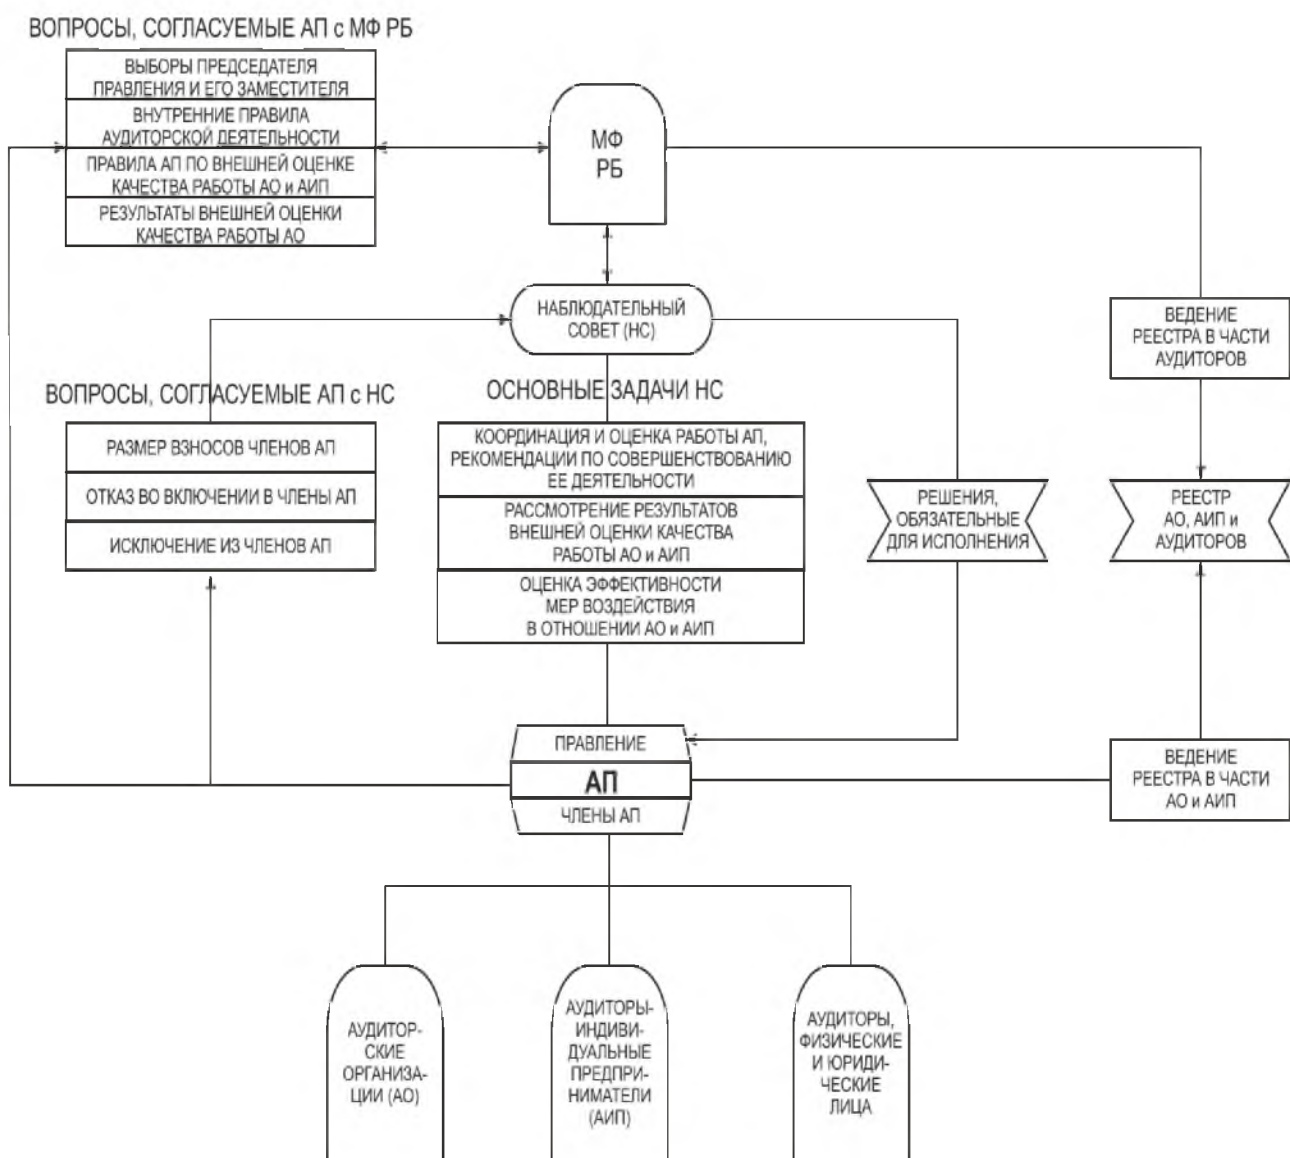 ВОПРОСЫ, СОГЛАСУЕМЫЕ АП с МФ РБ
ВЫБОРЫ ПРЕДСЕДАТЕЛЯ
ПРАВЛЕНИЯ И ЕГО ЗАМЕСТИТЕЛЯ
ВНУТРЕННИЕ ПРАВИЛА
АУДИТОРСКОЙ ДЕЯТЕЛЬНОСТИ
ПРАВИЛА АП ПО ВНЕШНЕЙ ОЦЕНКЕ
КАЧЕСТВА РАБОТЫ АО и АИП
РЕЗУЛЬТАТЫ ВНЕШНЕЙ ОЦЕНКИ
КАЧЕСТВА РАБОТЫ АО
МФ
РБ
НАБЛЮДАТЕЛЬНЫЙ
СОВЕТ (НС)
ВЕДЕНИЕ
РЕЕСТРА В ЧАСТИ
АУДИТОРОВ
ВОПРОСЫ, СОГЛАСУЕМЫЕ АП с НС
РАЗМЕР ВЗНОСОВ ЧЛЕНОВ АП
ОТКАЗ ВО ВКЛЮЧЕНИИ В ЧЛЕНЫ АП
ИСКЛЮЧЕНИЕ ИЗ ЧЛЕНОВ АП
ОСНОВНЫЕ ЗАДАЧИ НС
КООРДИНАЦИЯ И ОЦЕНКА РАБОТЫ АП,
РЕКОМЕНДАЦИИ ПО СОВЕРШЕНСТВОВАНИЮ
ЕЕ ДЕЯТЕЛЬНОСТИ
РАССМОТРЕНИЕ РЕЗУЛЬТАТОВ
ВНЕШНЕЙ ОЦЕНКИ КАЧЕСТВА
РАБОТЫ АО и АИП
ОЦЕНКА ЭФФЕКТИВНОСТИ
МЕР ВОЗДЕЙСТВИЯ
В ОТНОШЕНИИ АО и АИП
РЕШЕНИЯ,
ОБЯЗАТЕЛЬНЫЕ
ДЛЯ ИСПОЛНЕНИЯ
РЕЕСТР
АО, АИП и
АУДИТОРОВ
ПРАВЛЕНИЕ
АП
ЧЛЕНЫ АП
ВЕДЕНИЕ
РЕЕСТРА В ЧАСТИ
АО и АИП
АУДИТОР-
СКИЕ
ОРГАНИЗА-
ЦИИ (АО)
АУДИТОРЫ-
ИНДИВИ-
ДУАЛЬНЫЕ
ПРЕДПРИ-
НИМАТЕЛИ
(АИП)
АУДИТОРЫ,
ФИЗИЧЕСКИЕ
И ЮРИДИ-
ЧЕСКИЕ
ЛИЦА